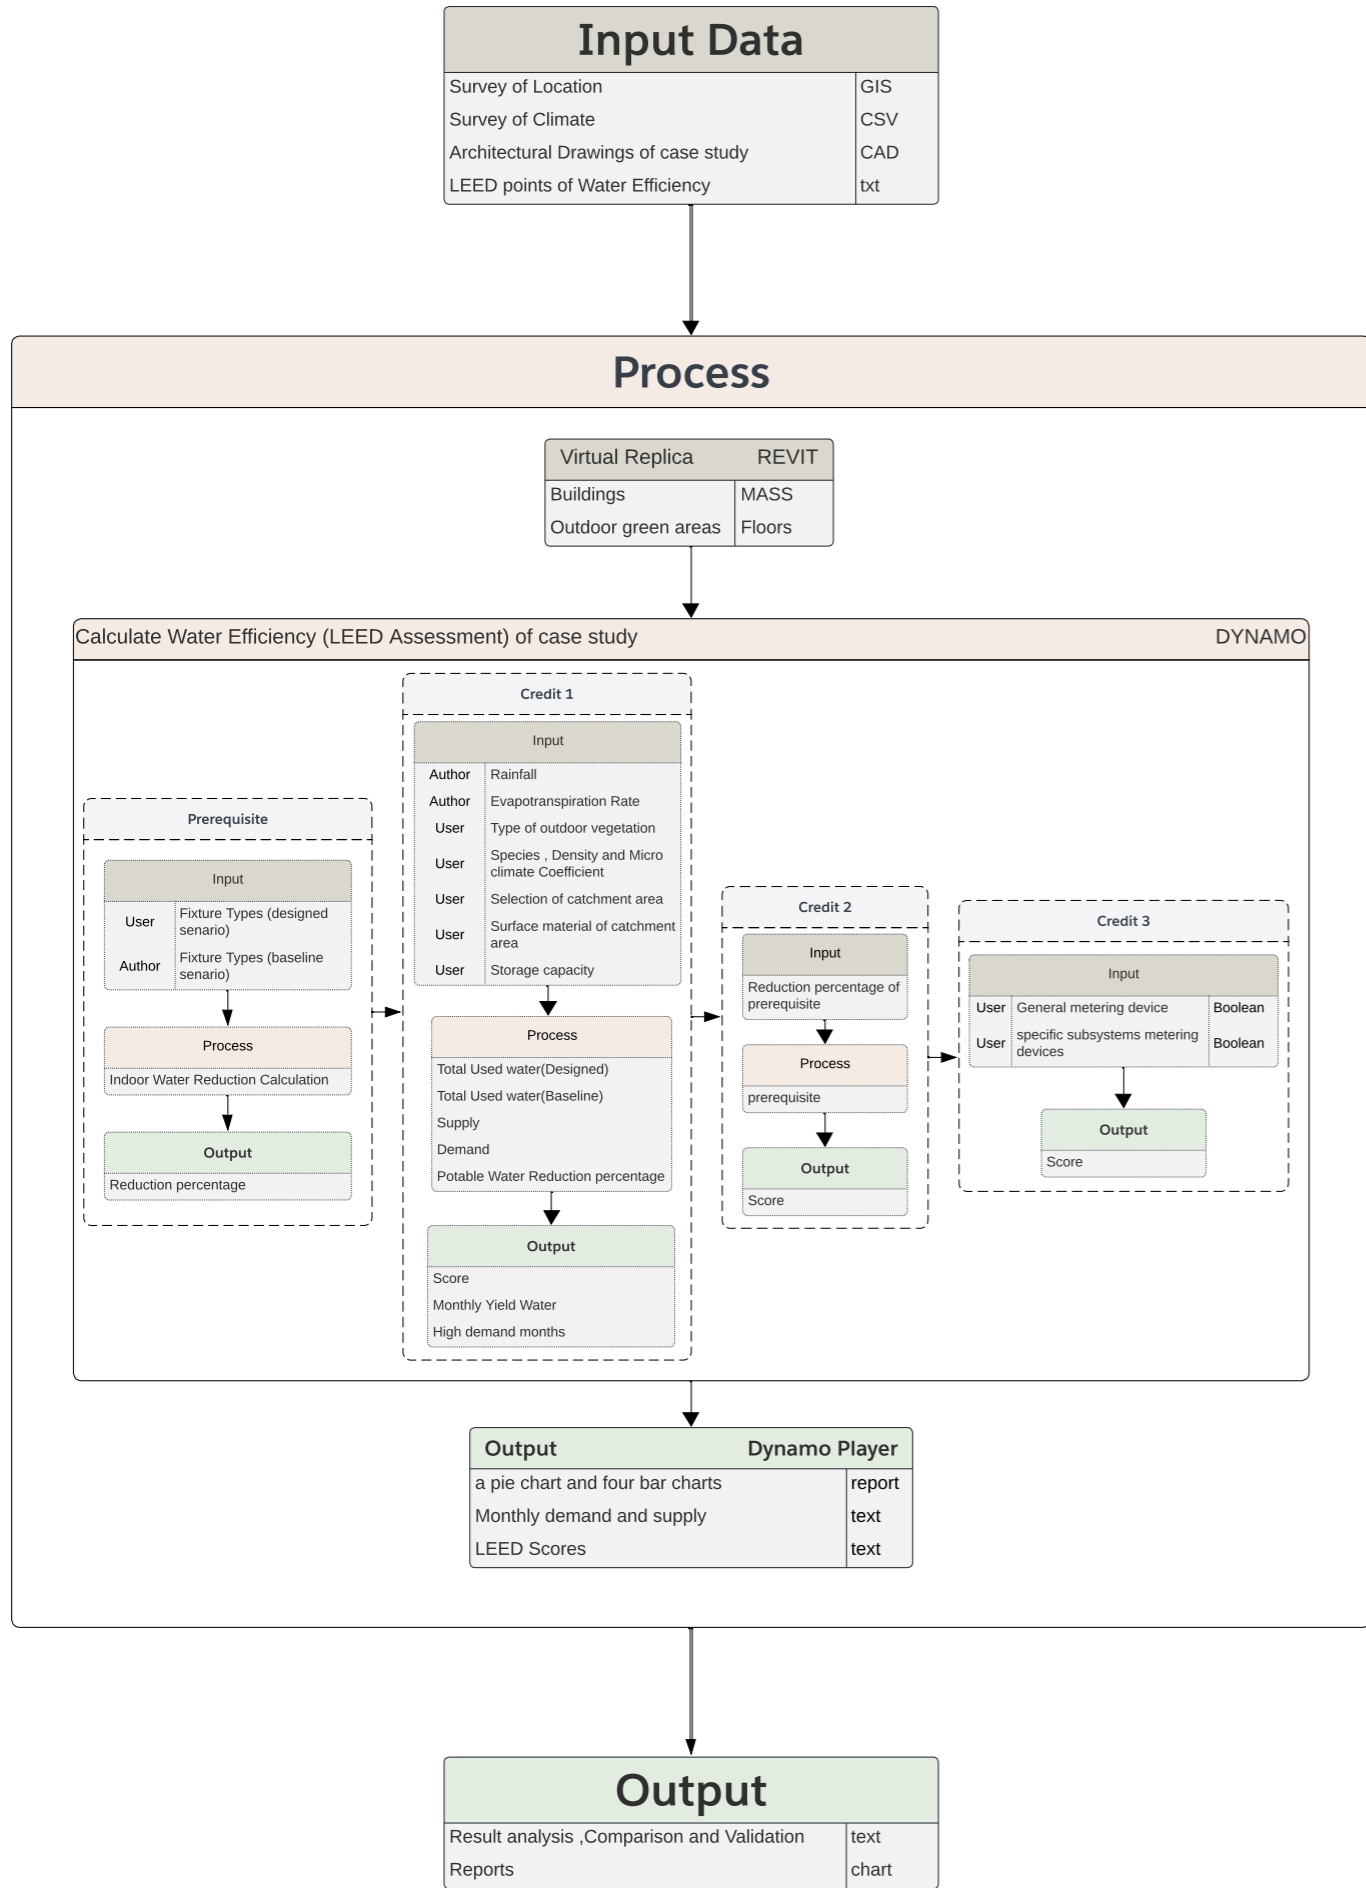 Input Data
Survey of Location GIS
Survey of Climate CSV
Architectural Drawings of case study CAD
LEED points of Water Efficiency txt
Process
Virtual Replica REVIT
Buildings MASS
Outdoor green areas Floors
Calculate Water Efficiency (LEED Assessment) of case study DYNAMO
Prerequisite
Input
User Fixture Types (designed
senario)
Author Fixture Types (baseline
senario)
Process
Indoor Water Reduction Calculation
Output
Reduction percentage
Credit 1
Input
Author Rainfall
Author Evapotranspiration Rate
User Type of outdoor vegetation
User Species , Density and Micro
climate Coefficient
User Selection of catchment area
User Surface material of catchment
area
User Storage capacity
Process
Total Used water(Designed)
Total Used water(Baseline)
Supply
Demand
Potable Water Reduction percentage
Output
Score
Monthly Yield Water
High demand months
Credit 2
Input
Reduction percentage of
prerequisite
Process
prerequisite
Output
Score
Credit 3
Input
User General metering device Boolean
User specific subsystems metering
devices Boolean
Output
Score
Output Dynamo Player
a pie chart and four bar charts report
Monthly demand and supply text
LEED Scores text
Output
Result analysis ,Comparison and Validation text
Reports chart